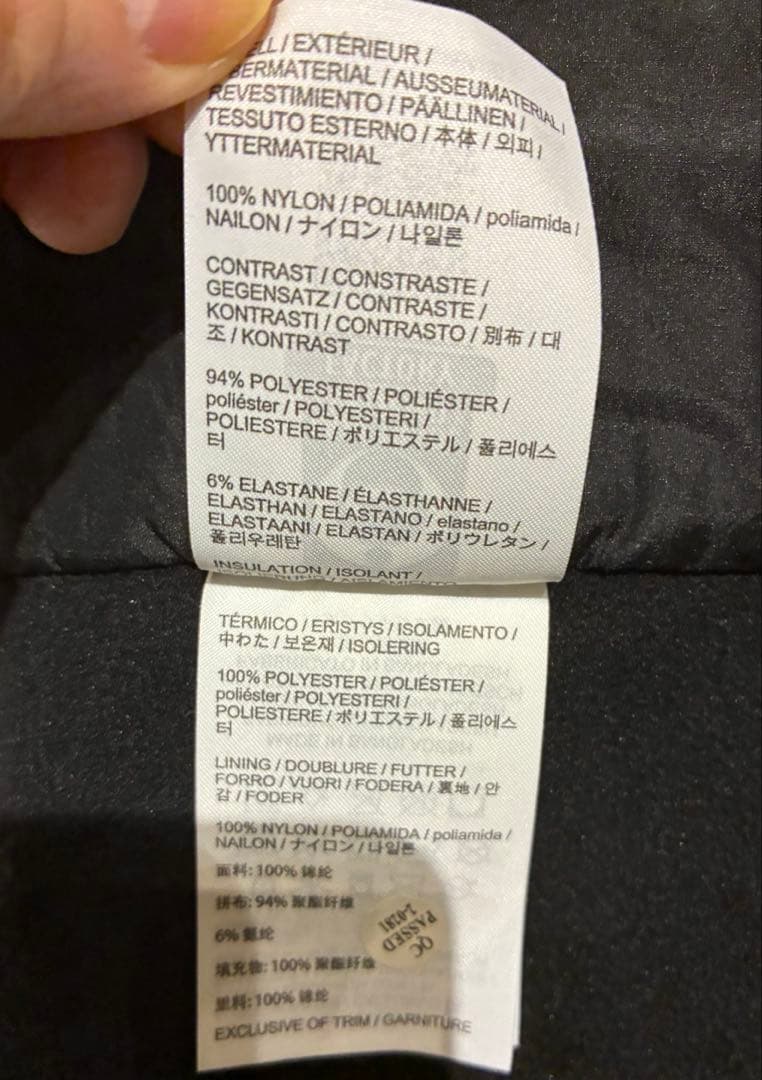 ELL / EXTÉRIEUR /
BERMATERIAL / AUSSEUMATERIAL /
REVESTIMIENTO / PÄÄLLINEN /
TESSUTO ESTERNO / 本体 / 외피 /
YTTERMATERIAL
100% NYLON / POLIAMIDA / poliamida /
NAILON / ナイロン / 나일론
CONTRAST / CONSTRASTE /
GEGENSATZ / CONTRASTE /
KONTRASTI / CONTRASTO / 別布 / 대
조 / KONTRAST
94% POLYESTER / POLIÉSTER /
poliéster / POLYESTERI /
POLIESTERE / ポリエステル / 폴리에스
터
6% ELASTANE / ÉLASTHANNE /
ELASTHAN / ELASTANO / elastano /
ELASTAANI / ELASTAN / ポリウレタン /
폴리우레탄
INSULATION / ISOLANT /
ISOLIERUNG / AISLAMIENTO
TÉRMICO / ERISTYS / ISOLAMENTO /
中わた / 보온재 / ISOLERING
100% POLYESTER / POLIÉSTER /
poliéster / POLYESTERI /
POLIESTERE / ポリエステル / 폴리에스
터
LINING / DOUBLURE / FUTTER /
FORRO / VUORI / FODERA / 裏地 / 안
감 / FODER
100% NYLON / POLIAMIDA / poliamida /
NAILON / ナイロン / 나일론
面料: 100% 锦纶
拼布: 94% 聚酯纤维
6% 氨纶
填充物: 100% 聚酯纤维
里料: 100% 锦纶
EXCLUSIVE OF TRIM / GARNITURE
QC
PASSED